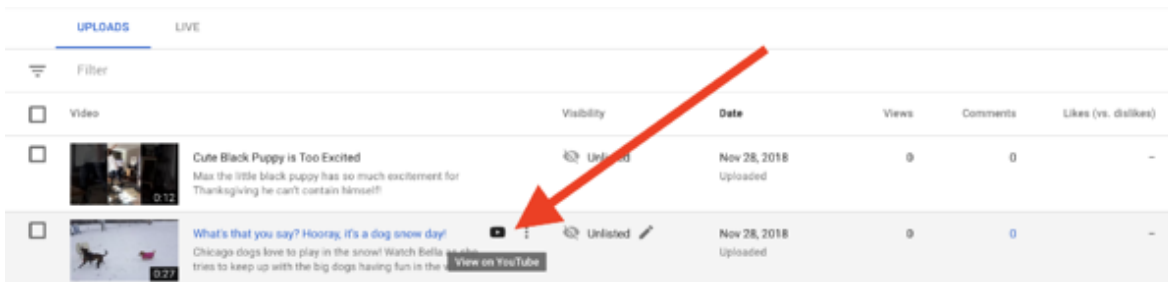 UPLOADS LIVE
Filter
Video Visibility Date Views Comments Likes (vs. dislikes)
Cute Black Puppy is Too Excited Unlisted Nov 28, 2018 0 0 –
Max the little black puppy has so much excitement for Uploaded
Thanksgiving he can't contain himself!
0:12
What's that you say? Hooray, it's a dog snow day! Unlisted Nov 28, 2018 0 0 –
Chicago dogs love to play in the snow! Watch Bella as she Uploaded
tries to keep up with the big dogs having fun in the
View on YouTube
0:27